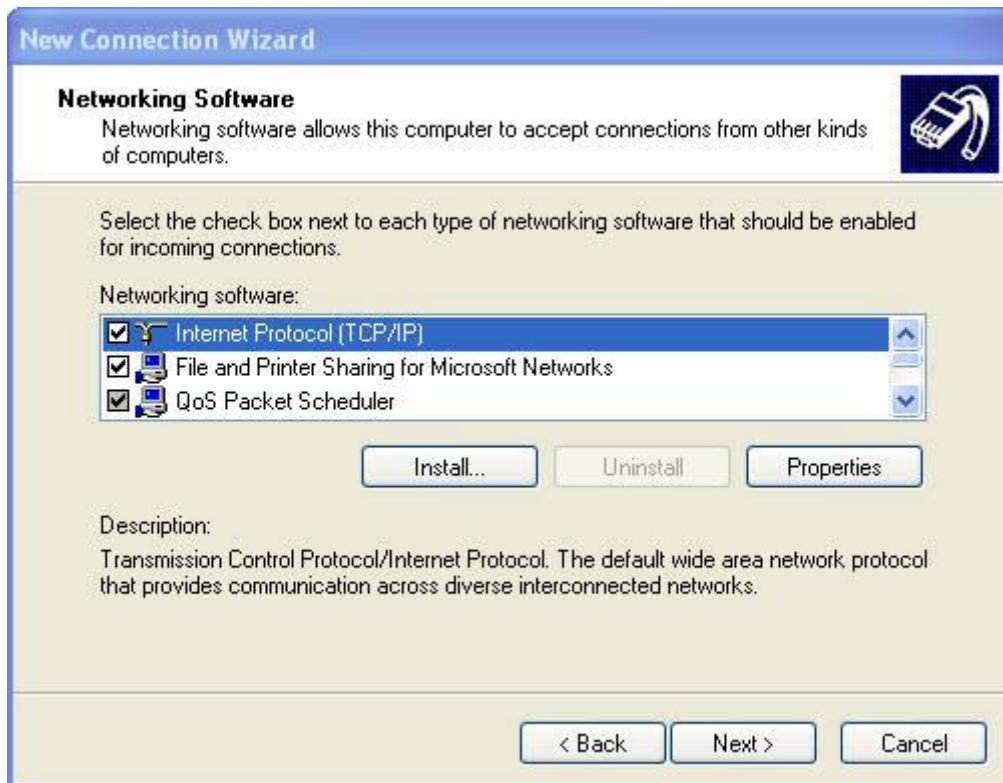 New Connection Wizard
Networking Software
Networking software allows this computer to accept connections from other kinds
of computers.
Select the check box next to each type of networking software that should be enabled
for incoming connections.
Networking software:
Internet Protocol (TCP/IP)
File and Printer Sharing for Microsoft Networks
QoS Packet Scheduler
Install... Uninstall Properties
Description:
Transmission Control Protocol/Internet Protocol. The default wide area network protocol
that provides communication across diverse interconnected networks.
< Back Next > Cancel